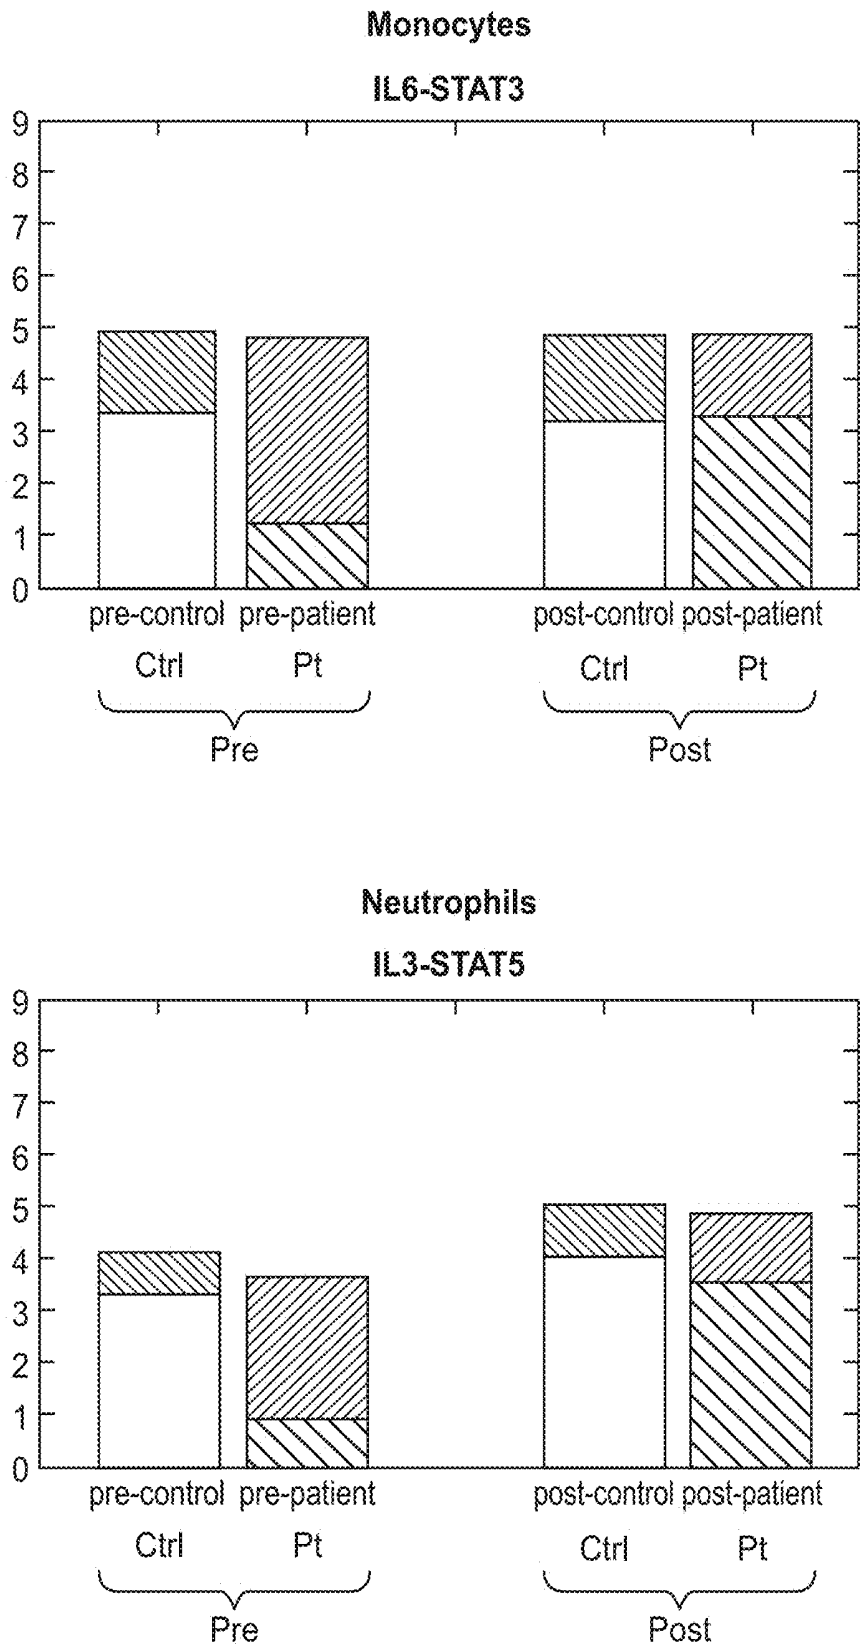 Monocytes
IL6-STAT3
9
8
7
6
5
4
3
2
1
0
pre-control pre-patient post-control post-patient
Ctrl Pt Ctrl Pt
Pre Post
Neutrophils
IL3-STAT5
9
8
7
6
5
4
3
2
1
0
pre-control pre-patient post-control post-patient
Ctrl Pt Ctrl Pt
Pre Post